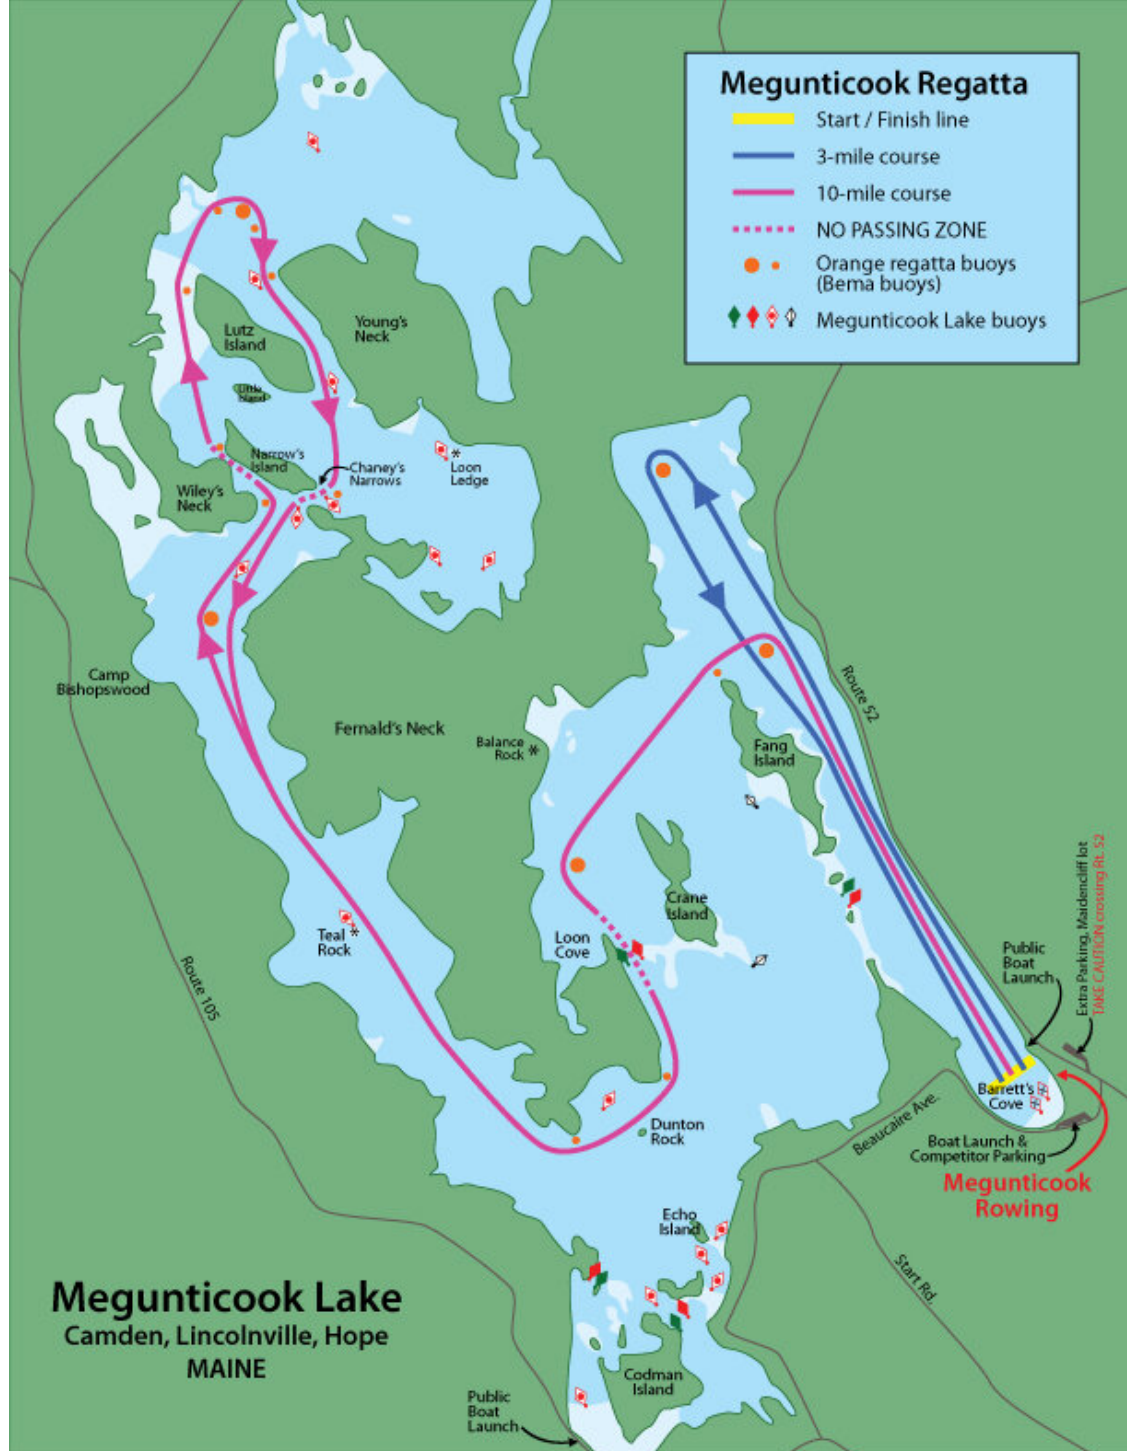 Megunticook Regatta
Start / Finish line
3-mile course
10-mile course
NO PASSING ZONE
Orange regatta buoys
(Bema buoys)
Megunticook Lake buoys
Lutz
Island
Young's
Neck
Little
Island
Narrow's
Island
Chaney's
Narrows
Loon
Ledge
Wiley's
Neck
Camp
Bishopswood
Fernald's Neck
Balance
Rock
Route 52
Fang
Island
Crane
Island
Loon
Cove
Teal
Rock
Route 105
Public
Boat
Launch
Extra Parking, Maidencliff lot
TAKE CAUTION crossing Rt. 52
Barrett's
Cove
Beaucaire Ave.
Boat Launch &
Competitor Parking
Megunticook
Rowing
Dunton
Rock
Echo
Island
Start Rd.
Megunticook Lake
Camden, Lincolnville, Hope
MAINE
Codman
Island
Public
Boat
Launch